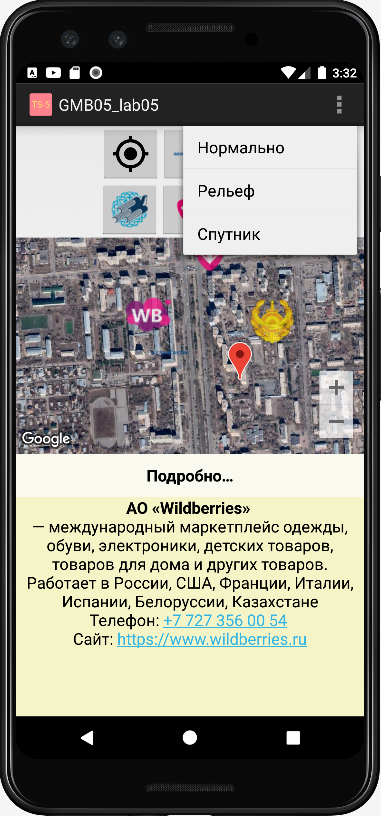 3:32
TS-5 GMB05_lab05
Нормально
Рельеф
Спутник
WB
Google
Подробно...
АО «Wildberries»
— международный маркетплейс одежды,
обуви, электроники, детских товаров,
товаров для дома и других товаров.
Работает в России, США, Франции, Италии,
Испании, Белоруссии, Казахстане
Телефон: +7 727 356 00 54
Сайт: https://www.wildberries.ru